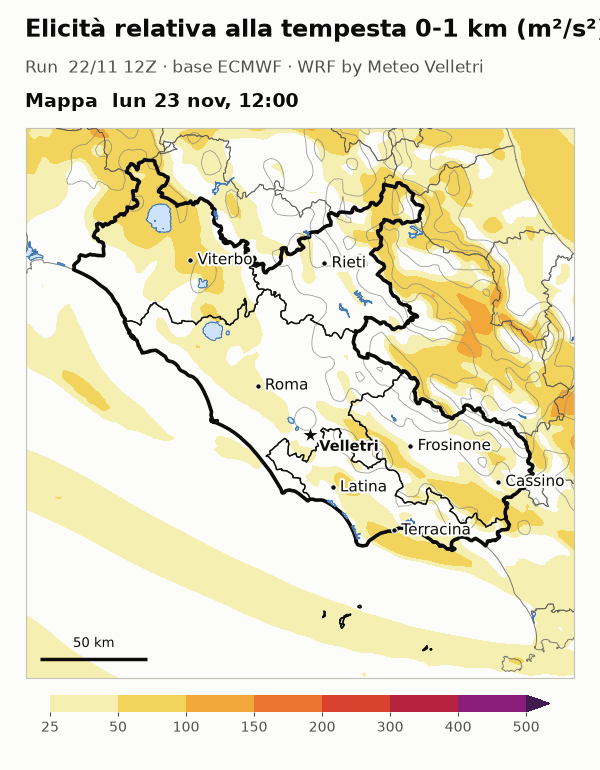 Elicità relativa alla tempesta 0-1 km (m²/s²)
Run 22/11 12Z · base ECMWF · WRF by Meteo Velletri
Mappa lun 23 nov, 12:00
Viterbo
Rieti
Roma
Velletri
Frosinone
Cassino
Latina
Terracina
50 km
25 50 100 150 200 300 400 500